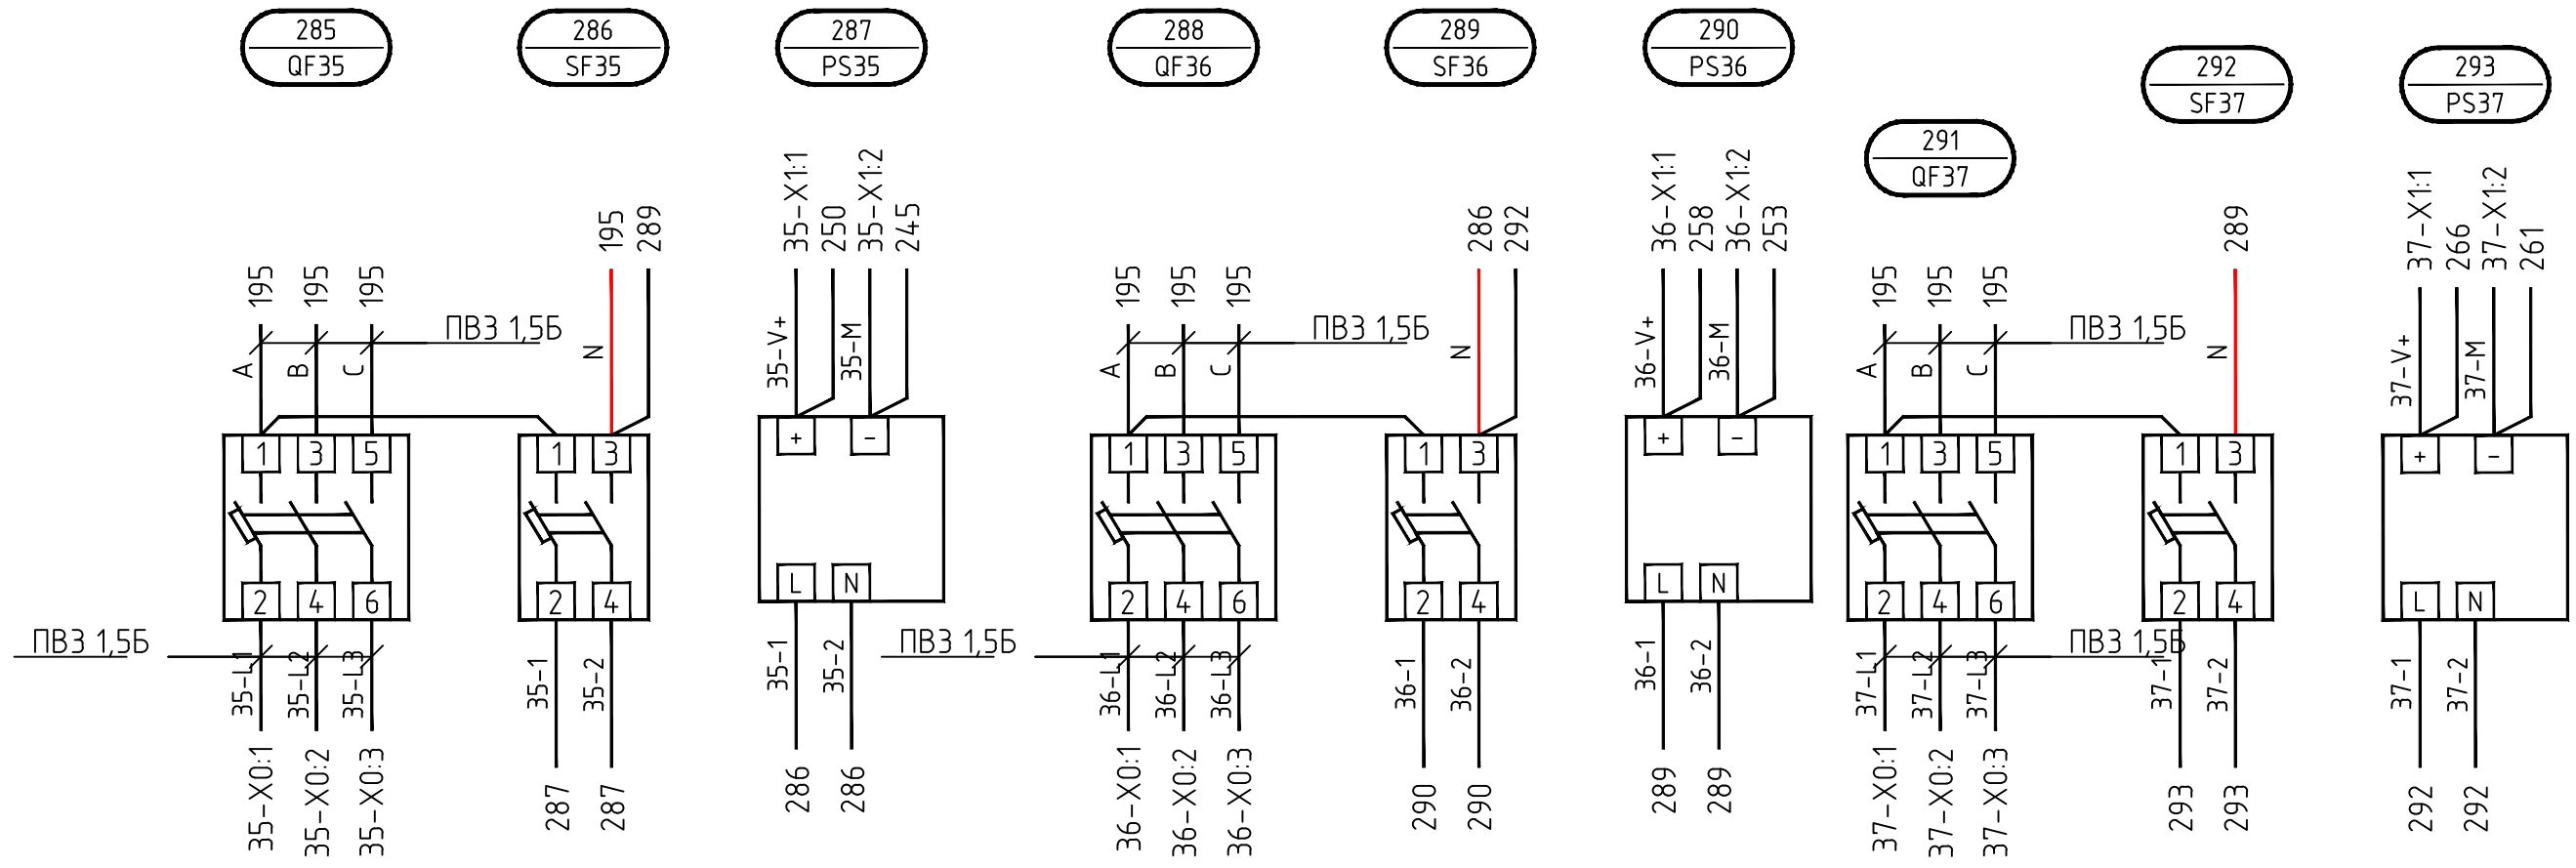 285
QF35
286
SF35
287
PS35
288
QF36
289
SF36
290
PS36
291
QF37
292
SF37
293
PS37
195
195
195
195
289
35-X1:1
250
35-X1:2
245
195
195
195
286
292
36-X1:1
258
36-X1:2
253
195
195
195
289
37-X1:1
266
37-X1:2
261
A
B
C
ПВ3 1,5Б
N
35-V+
35-M
A
B
C
ПВ3 1,5Б
N
36-V+
36-M
A
B
C
ПВ3 1,5Б
N
37-V+
37-M
1 3 5
1 3
+ -
1 3 5
1 3
+ -
1 3 5
1 3
+ -
2 4 6
2 4
L N
2 4 6
2 4
L N
2 4 6
2 4
L N
ПВ3 1,5Б
35-L1
35-L2
35-L3
35-1
35-2
35-1
35-2
ПВ3 1,5Б
36-L1
36-L2
36-L3
36-1
36-2
36-1
36-2
37-L1
37-L2
37-L3
ПВ3 1,5Б
37-1
37-2
37-1
37-2
35-X0:1
35-X0:2
35-X0:3
287
287
286
286
36-X0:1
36-X0:2
36-X0:3
290
290
289
289
37-X0:1
37-X0:2
37-X0:3
293
293
292
292